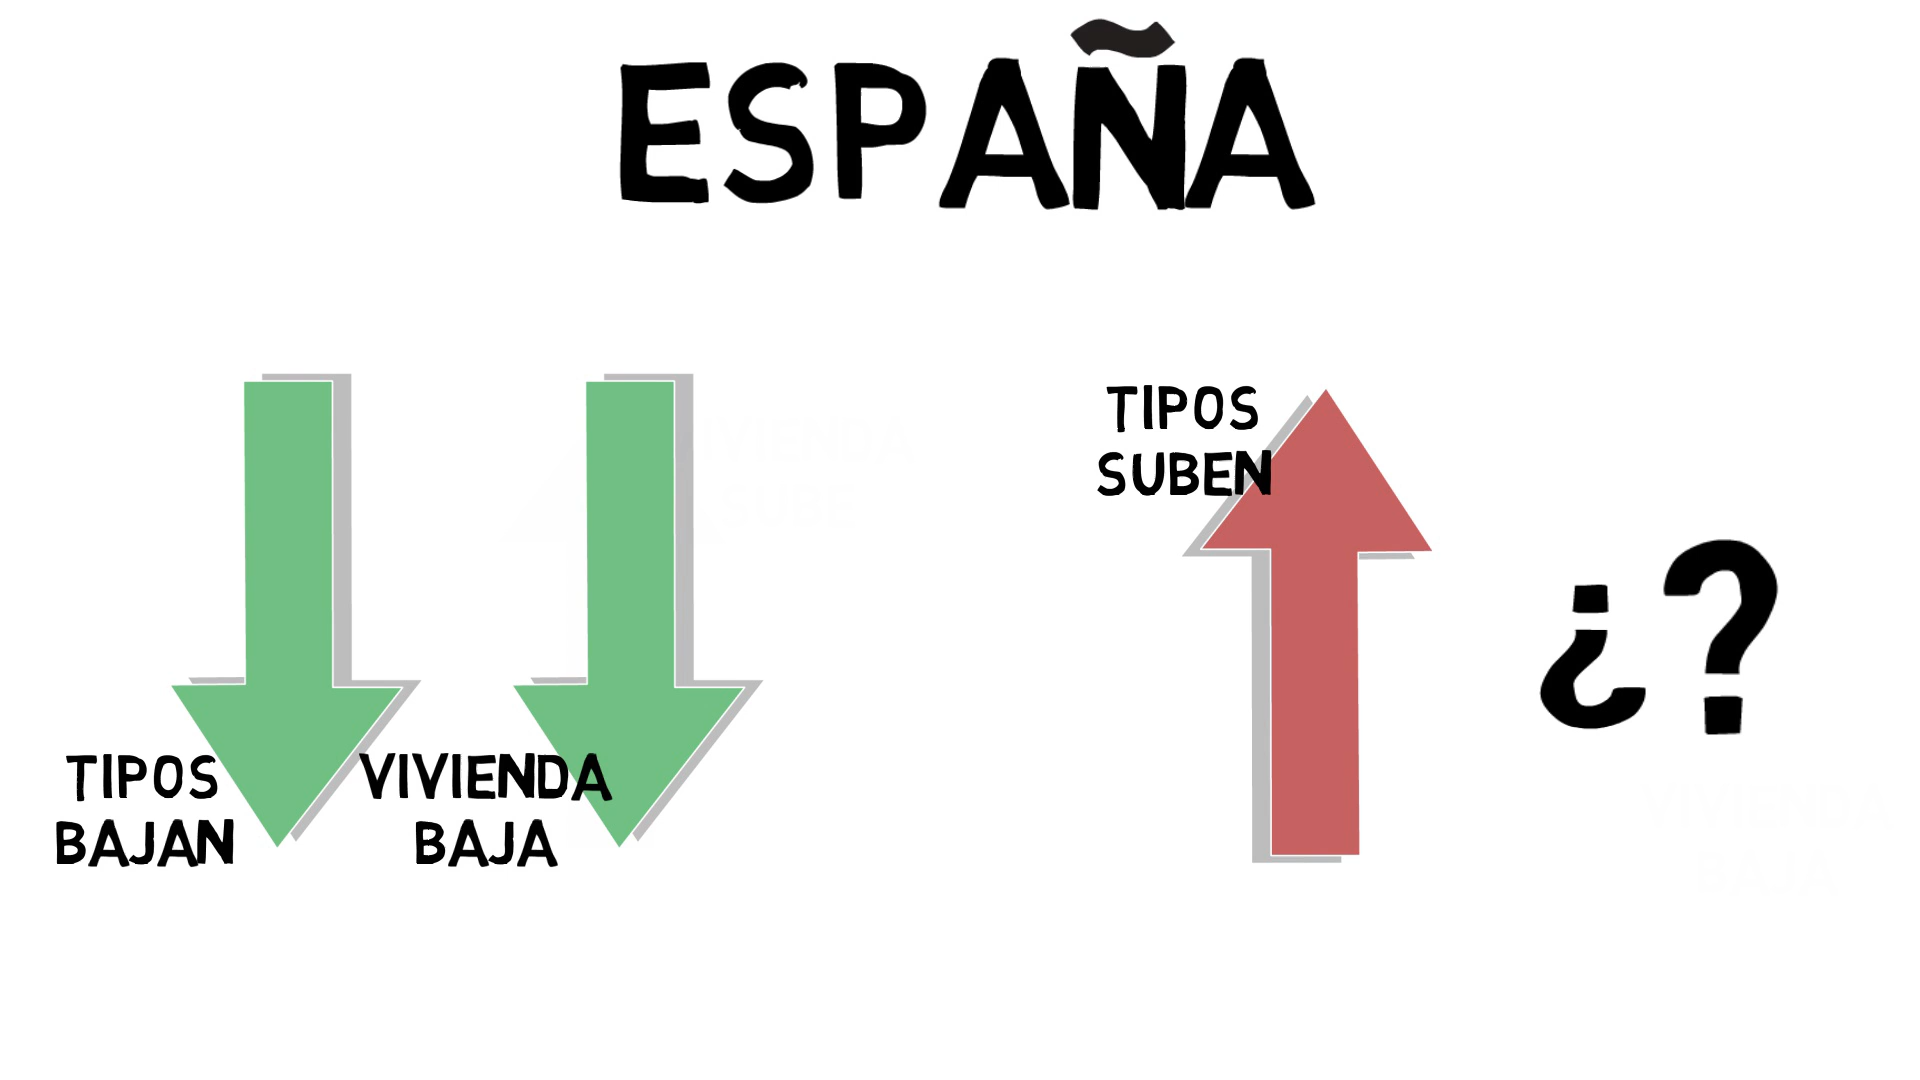 ESPAÑA
TIPOS
BAJAN
VIVIENDA
BAJA
TIPOS
SUBEN
¿?